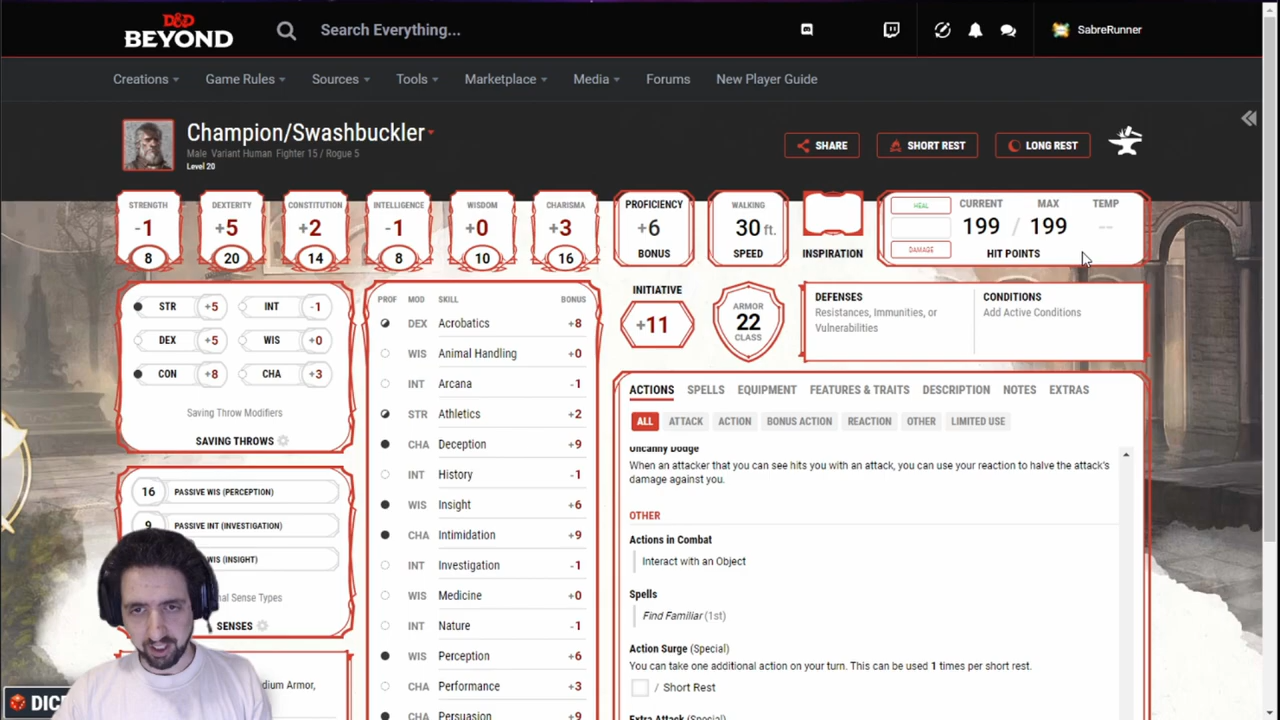 D&D
BEYOND
Search Everything...
SabreRunner
Creations
Game Rules
Sources
Tools
Marketplace
Media
Forums
New Player Guide
Champion/Swashbuckler
Male Variant Human Fighter 15 / Rogue 5
Level 20
SHARE
SHORT REST
LONG REST
STRENGTH
-1
8
DEXTERITY
+5
20
CONSTITUTION
+2
14
INTELLIGENCE
-1
8
WISDOM
+0
10
CHARISMA
+3
16
PROFICIENCY
+6
BONUS
WALKING
30 ft.
SPEED
INSPIRATION
HEAL
DAMAGE
CURRENT
199
/
MAX
199
TEMP
--
HIT POINTS
STR +5
INT -1
DEX +5
WIS +0
CON +8
CHA +3
Saving Throw Modifiers
SAVING THROWS
16 PASSIVE WIS (PERCEPTION)
9 PASSIVE INT (INVESTIGATION)
WIS (INSIGHT)
nal Sense Types
SENSES
dium Armor,
DICE
PROF MOD SKILL BONUS
DEX Acrobatics +8
WIS Animal Handling +0
INT Arcana -1
STR Athletics +2
CHA Deception +9
INT History -1
WIS Insight +6
CHA Intimidation +9
INT Investigation -1
WIS Medicine +0
INT Nature -1
WIS Perception +6
CHA Performance +3
CHA Persuasion +9
INITIATIVE
+11
ARMOR
22
CLASS
DEFENSES
Resistances, Immunities, or
Vulnerabilities
CONDITIONS
Add Active Conditions
ACTIONS SPELLS EQUIPMENT FEATURES & TRAITS DESCRIPTION NOTES EXTRAS
ALL ATTACK ACTION BONUS ACTION REACTION OTHER LIMITED USE
Uncanny Dodge
When an attacker that you can see hits you with an attack, you can use your reaction to halve the attack's
damage against you.
OTHER
Actions in Combat
Interact with an Object
Spells
Find Familiar (1st)
Action Surge (Special)
You can take one additional action on your turn. This can be used 1 times per short rest.
/ Short Rest
Extra Attack (Special)